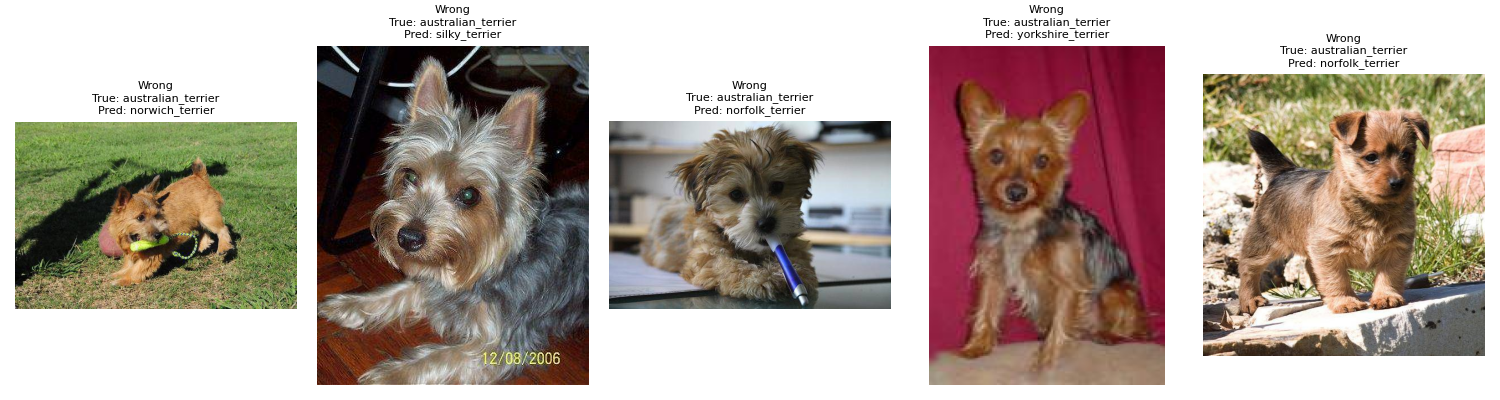 Wrong
True: australian_terrier
Pred: norwich_terrier
Wrong
True: australian_terrier
Pred: silky_terrier
12/08/2006
Wrong
True: australian_terrier
Pred: norfolk_terrier
Wrong
True: australian_terrier
Pred: yorkshire_terrier
Wrong
True: australian_terrier
Pred: norfolk_terrier